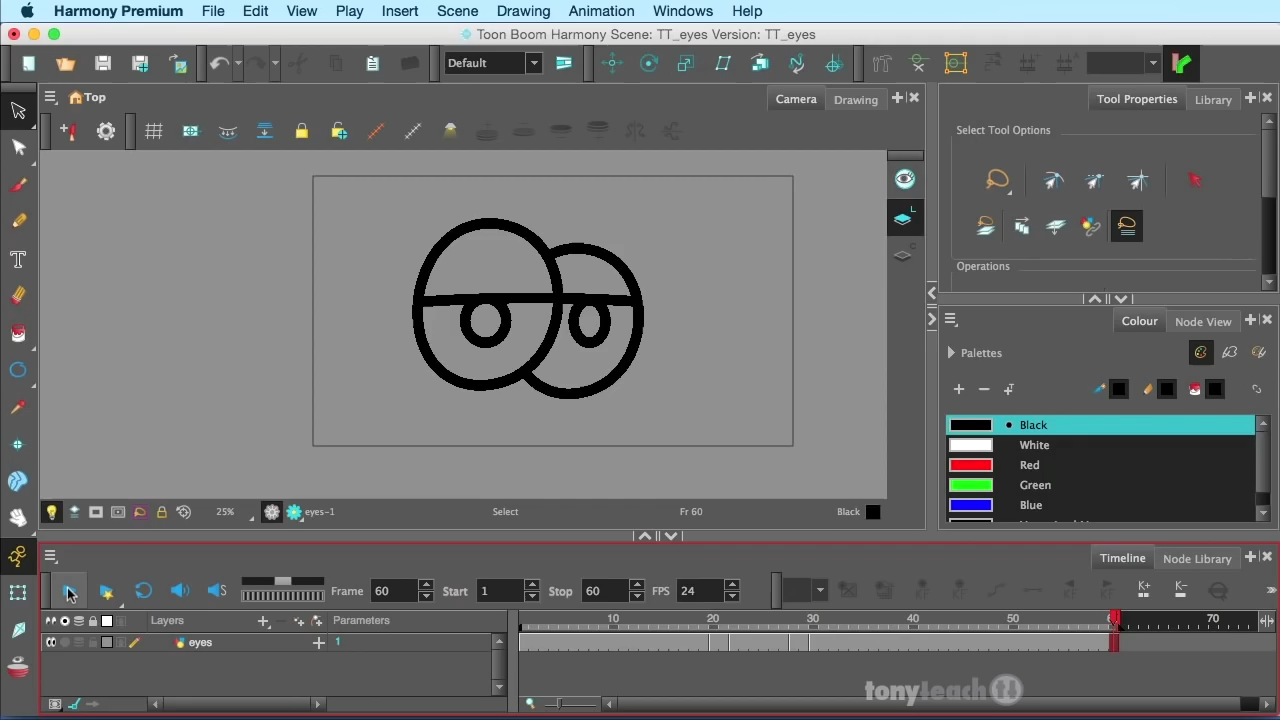 Harmony Premium File Edit View Play Insert Scene Drawing Animation Windows Help
Toon Boom Harmony Scene: TT_eyes Version: TT_eyes
Default
Top Camera Drawing
Tool Properties Library
Select Tool Options
Operations
Colour Node View
Palettes
Black
White
Red
Green
Blue
25% eyes-1 Select Fr 60 Black
Timeline Node Library
Frame 60 Start 1 Stop 60 FPS 24
Layers Parameters 10 20 30 40 50 70
eyes 1
tonyteach